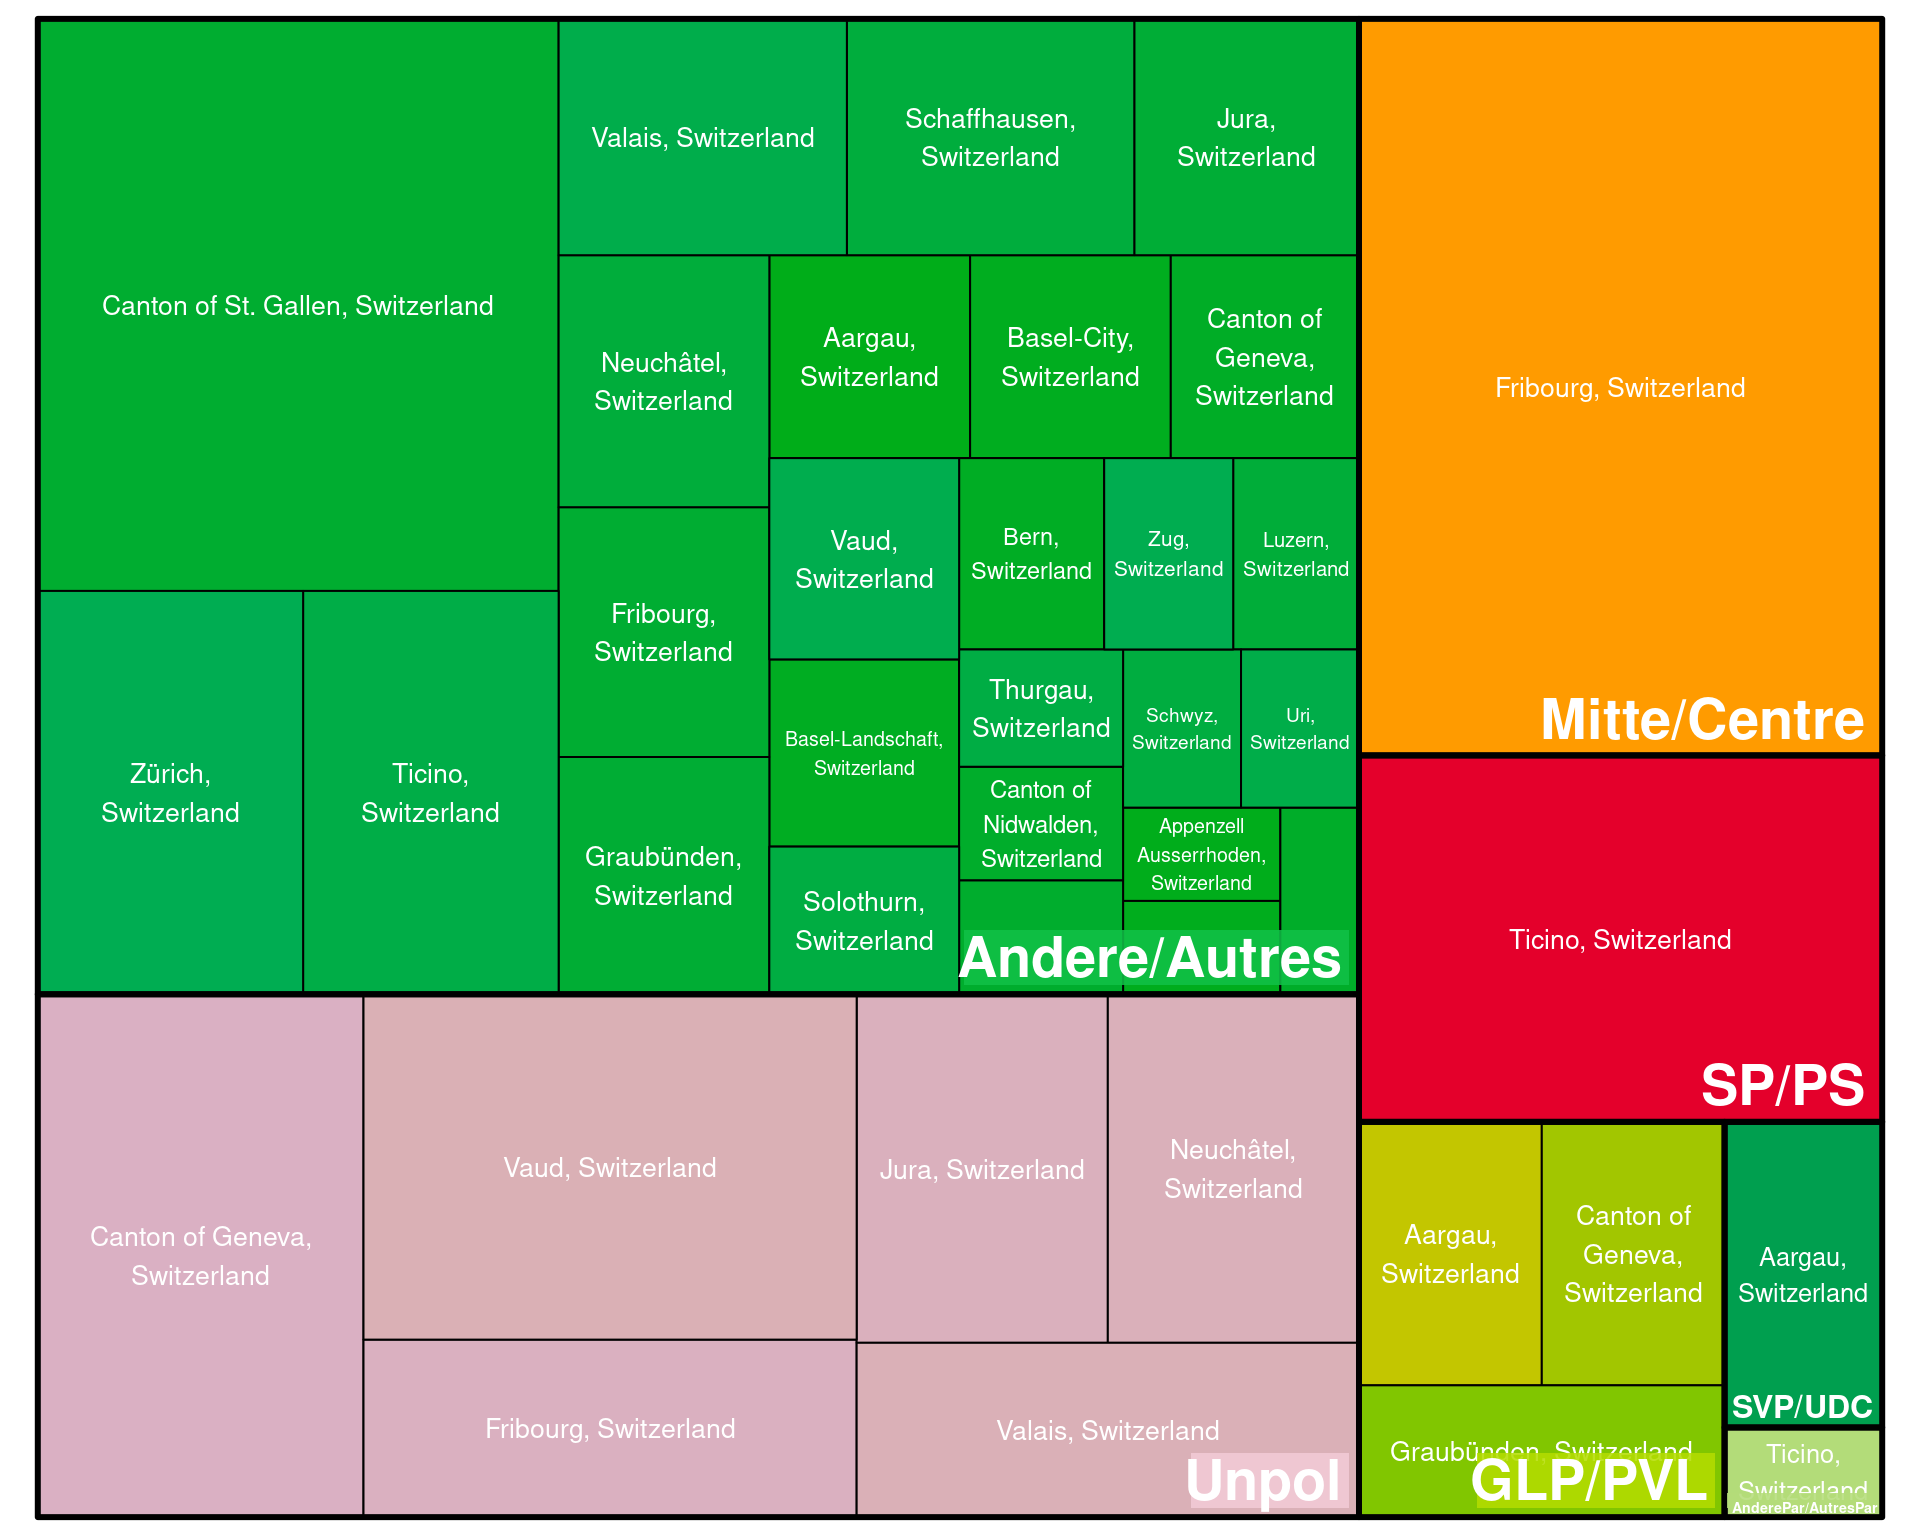 Canton of St. Gallen, Switzerland
Valais, Switzerland
Schaffhausen,
Switzerland
Jura,
Switzerland
Neuchâtel,
Switzerland
Aargau,
Switzerland
Basel-City,
Switzerland
Canton of
Geneva,
Switzerland
Fribourg,
Switzerland
Vaud,
Switzerland
Bern,
Switzerland
Zug,
Switzerland
Luzern,
Switzerland
Zürich,
Switzerland
Ticino,
Switzerland
Graubünden,
Switzerland
Basel-Landschaft,
Switzerland
Solothurn,
Switzerland
Thurgau,
Switzerland
Schwyz,
Switzerland
Uri,
Switzerland
Canton of
Nidwalden,
Switzerland
Appenzell
Ausserrhoden,
Switzerland
Andere/Autres
Fribourg, Switzerland
Mitte/Centre
Ticino, Switzerland
SP/PS
Canton of Geneva,
Switzerland
Vaud, Switzerland
Jura, Switzerland
Neuchâtel,
Switzerland
Fribourg, Switzerland
Valais, Switzerland
Unpol
Aargau,
Switzerland
Canton of
Geneva,
Switzerland
Graubünden, Switzerland
GLP/PVL
Aargau,
Switzerland
SVP/UDC
Ticino,
Switzerland
AnderePar/AutresPar